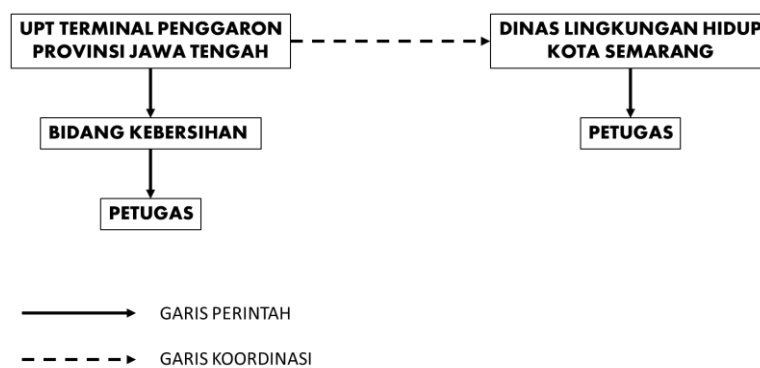 UPT TERMINAL PENGGARON
PROVINSI JAWA TENGAH
DINAS LINGKUNGAN HIDUP
KOTA SEMARANG
BIDANG KEBERSIHAN
PETUGAS
PETUGAS
GARIS PERINTAH
GARIS KOORDINASI